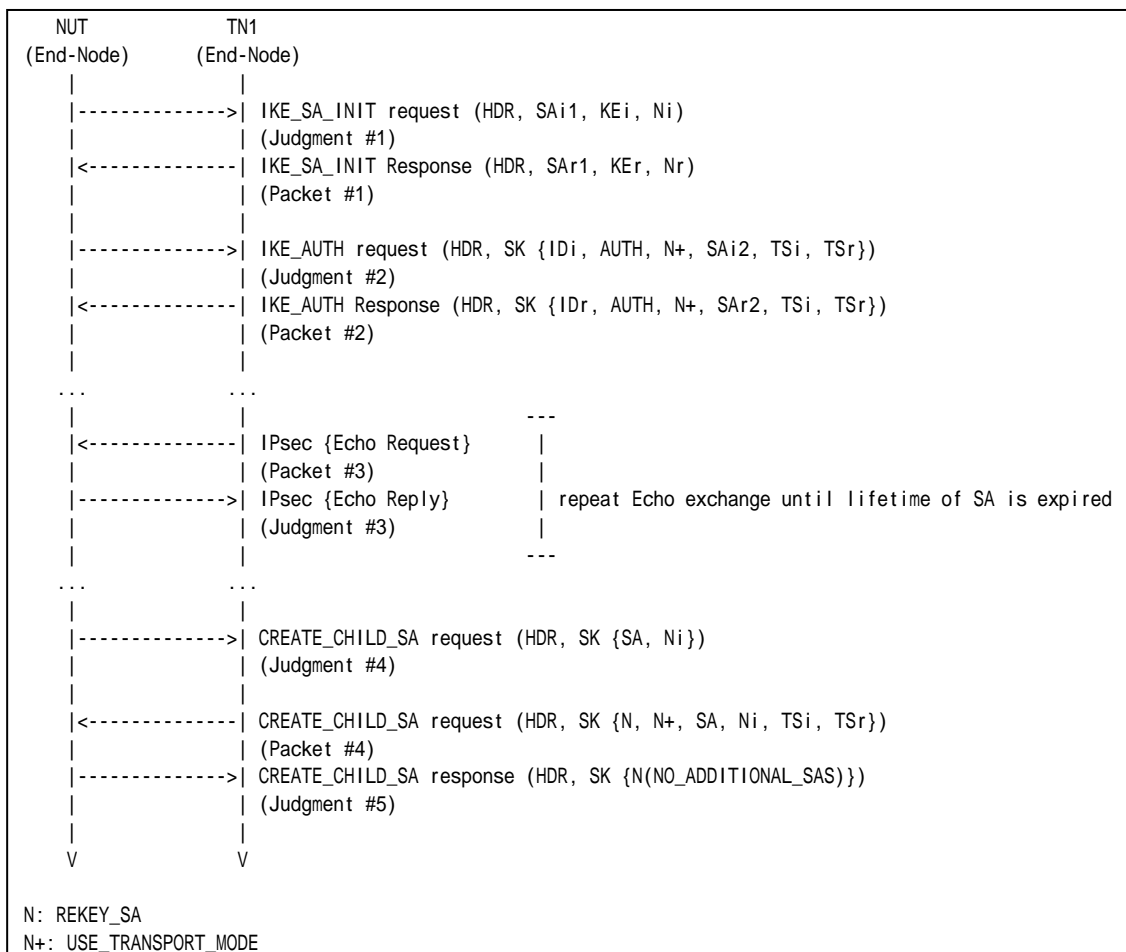 NUT TN1
(End-Node) (End-Node)
| |
|-------------->| IKE_SA_INIT request (HDR, SAi1, KEi, Ni)
| | (Judgment #1)
|<--------------| IKE_SA_INIT Response (HDR, SAr1, KEr, Nr)
| | (Packet #1)
| |
|-------------->| IKE_AUTH request (HDR, SK {IDi, AUTH, N+, SAi2, TSi, TSr})
| | (Judgment #2)
|<--------------| IKE_AUTH Response (HDR, SK {IDr, AUTH, N+, SAr2, TSi, TSr})
| | (Packet #2)
| |
... ...
| | ---
|<--------------| IPsec {Echo Request} |
| | (Packet #3) |
|-------------->| IPsec {Echo Reply} | repeat Echo exchange until lifetime of SA is expired
| | (Judgment #3) |
| | ---
... ...
| |
|-------------->| CREATE_CHILD_SA request (HDR, SK {SA, Ni})
| | (Judgment #4)
| |
|<--------------| CREATE_CHILD_SA request (HDR, SK {N, N+, SA, Ni, TSi, TSr})
| | (Packet #4)
|-------------->| CREATE_CHILD_SA response (HDR, SK {N(NO_ADDITIONAL_SAS)})
| | (Judgment #5)
| |
V V
N: REKEY_SA
N+: USE_TRANSPORT_MODE